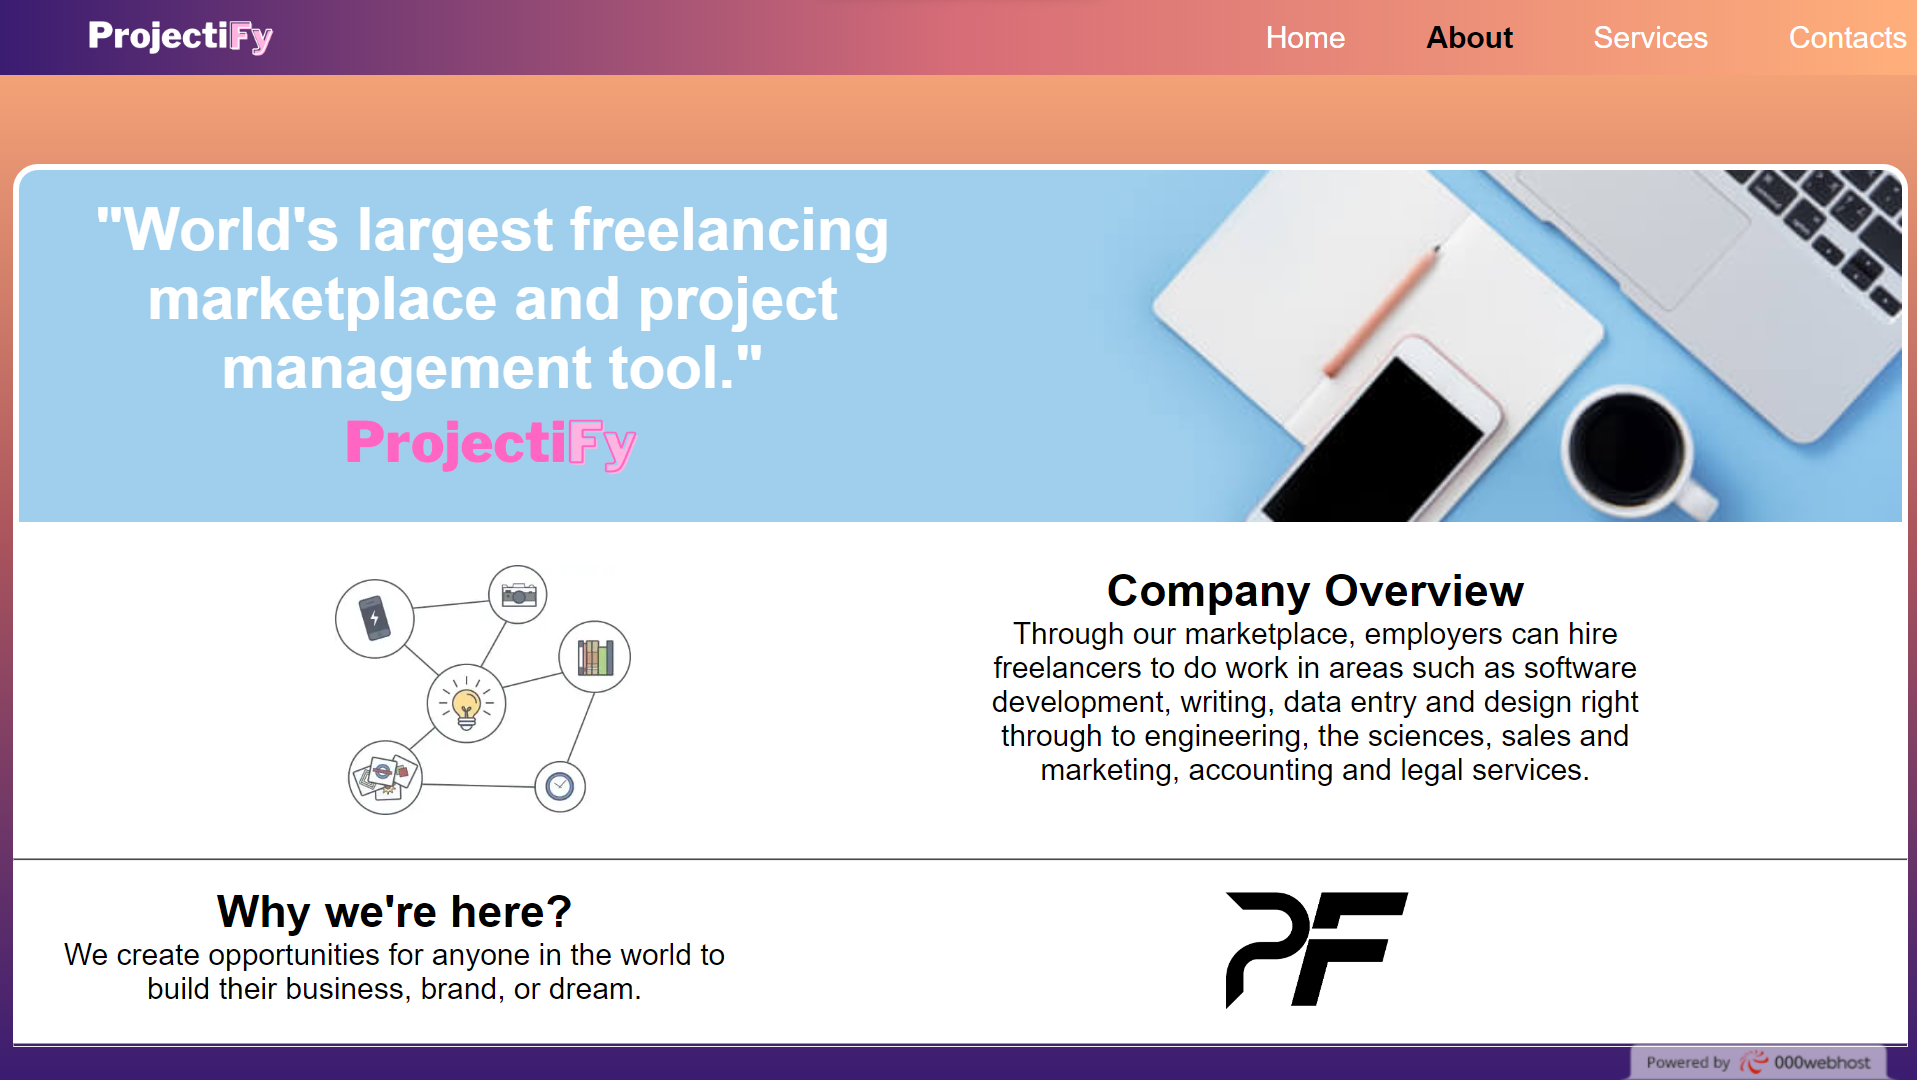 ProjectiFy
Home About Services Contacts
"World's largest freelancing
marketplace and project
management tool."
ProjectiFy
Company Overview
Through our marketplace, employers can hire
freelancers to do work in areas such as software
development, writing, data entry and design right
through to engineering, the sciences, sales and
marketing, accounting and legal services.
Why we're here?
We create opportunities for anyone in the world to
build their business, brand, or dream.
PF
Powered by 000webhost